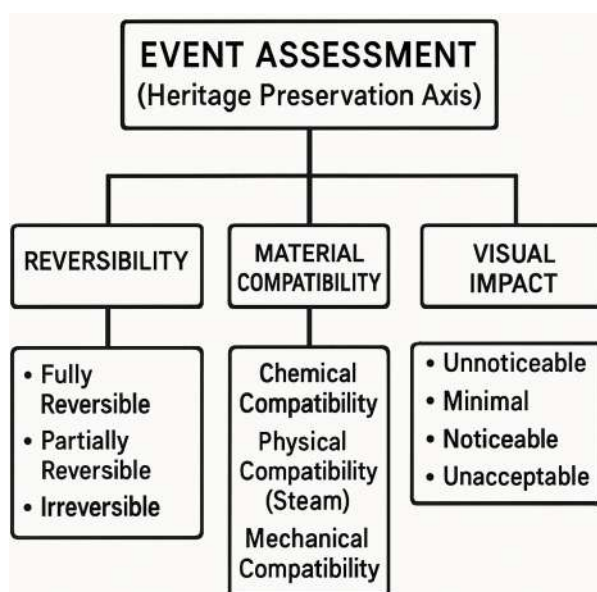 EVENT ASSESSMENT
(Heritage Preservation Axis)
REVERSIBILITY
MATERIAL
COMPATIBILITY
VISUAL
IMPACT
• Fully
Reversible
• Partially
Reversible
• Irreversible
Chemical
Compatibility
Physical
Compatibility
(Steam)
Mechanical
Compatibility
• Unnoticeable
• Minimal
• Noticeable
• Unacceptable